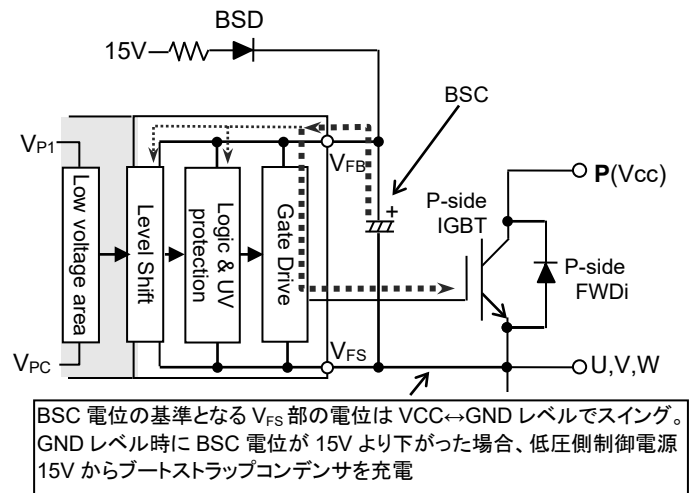 BSD
15V
BSC
VP1
VFB
P(Vcc)
P-side
IGBT
Low voltage area
Level Shift
Logic & UV
protection
Gate Drive
+
P-side
FWDi
VPC
VFS
U,V,W
BSC 電位の基準となる VFS 部の電位は VCC↔GND レベルでスイング。
GND レベル時に BSC 電位が 15V より下がった場合、低圧側制御電源
15V からブートストラップコンデンサを充電